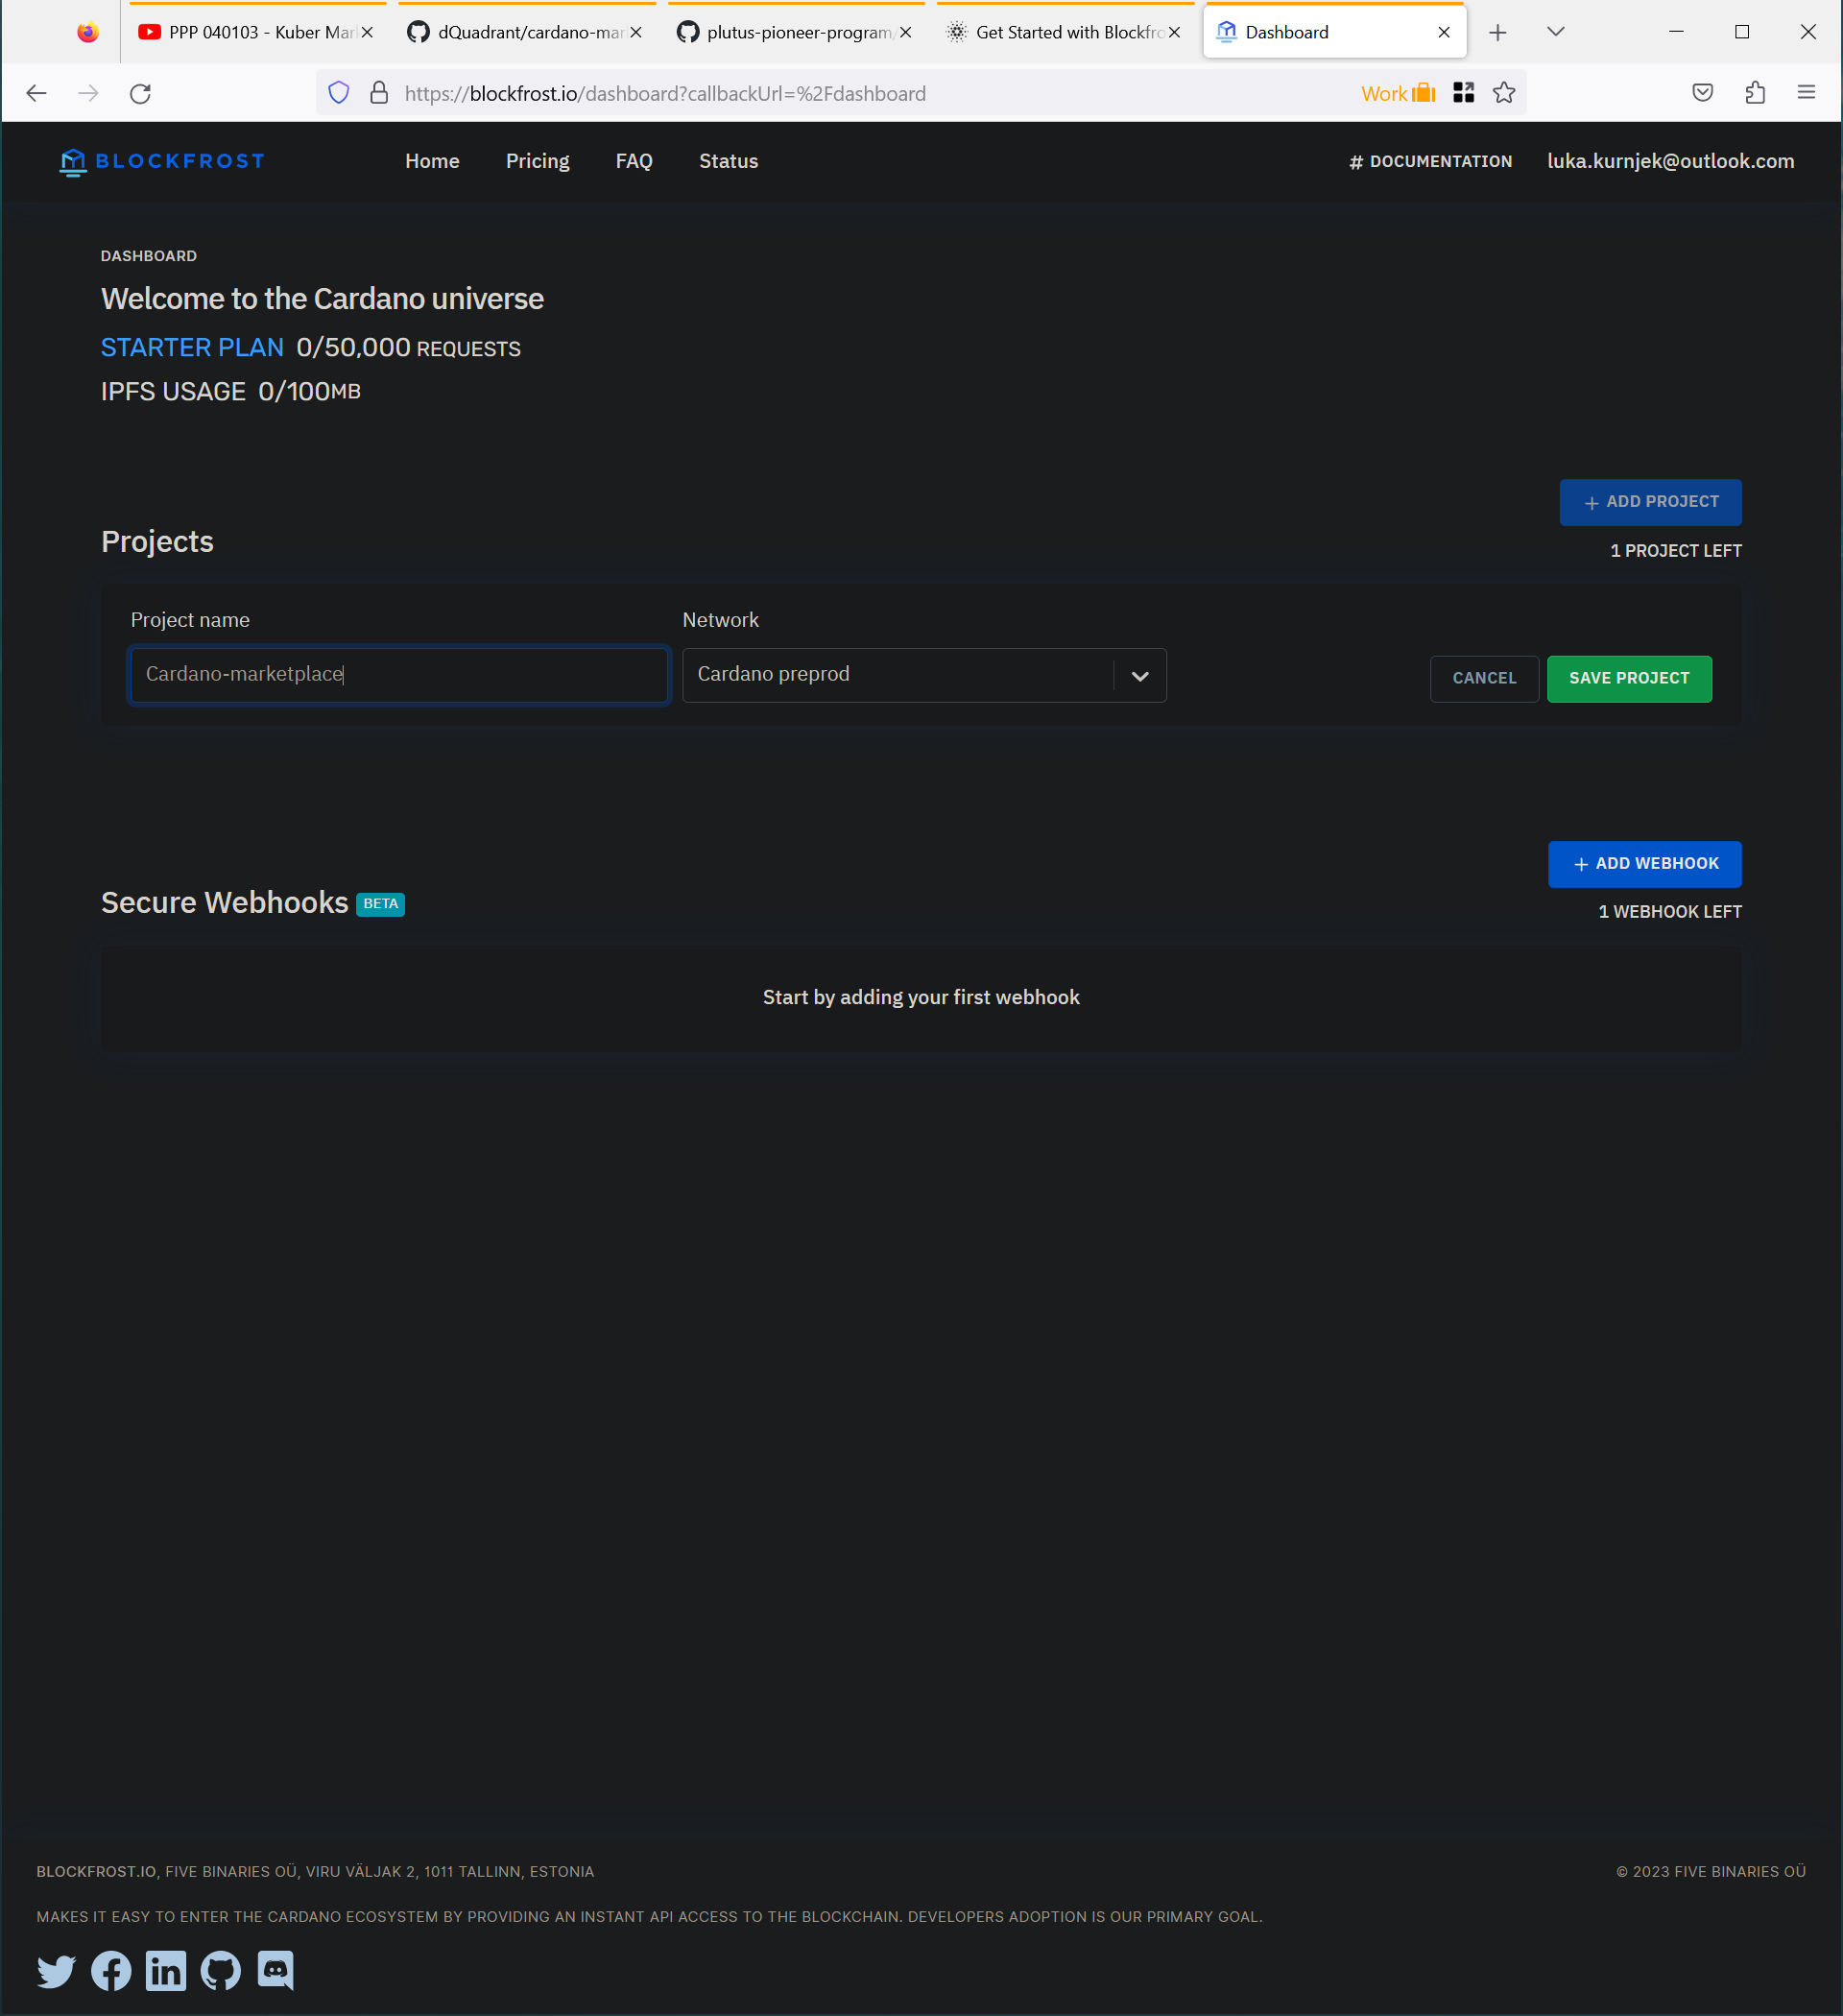 PPP 040103 - Kuber Mar
dQuadrant/cardano-mar
plutus-pioneer-program/
Get Started with Blockfro
Dashboard
https://blockfrost.io/dashboard?callbackUrl=%2Fdashboard
Work
BLOCKFROST
Home
Pricing
FAQ
Status
# DOCUMENTATION
luka.kurnjek@outlook.com
DASHBOARD
Welcome to the Cardano universe
STARTER PLAN 0/50,000 REQUESTS
IPFS USAGE 0/100MB
+ ADD PROJECT
Projects
1 PROJECT LEFT
Project name
Network
Cardano-marketplace
Cardano preprod
CANCEL
SAVE PROJECT
+ ADD WEBHOOK
Secure Webhooks BETA
1 WEBHOOK LEFT
Start by adding your first webhook
BLOCKFROST.IO, FIVE BINARIES OÜ, VIRU VÄLJAK 2, 1011 TALLINN, ESTONIA
© 2023 FIVE BINARIES OÜ
MAKES IT EASY TO ENTER THE CARDANO ECOSYSTEM BY PROVIDING AN INSTANT API ACCESS TO THE BLOCKCHAIN. DEVELOPERS ADOPTION IS OUR PRIMARY GOAL.